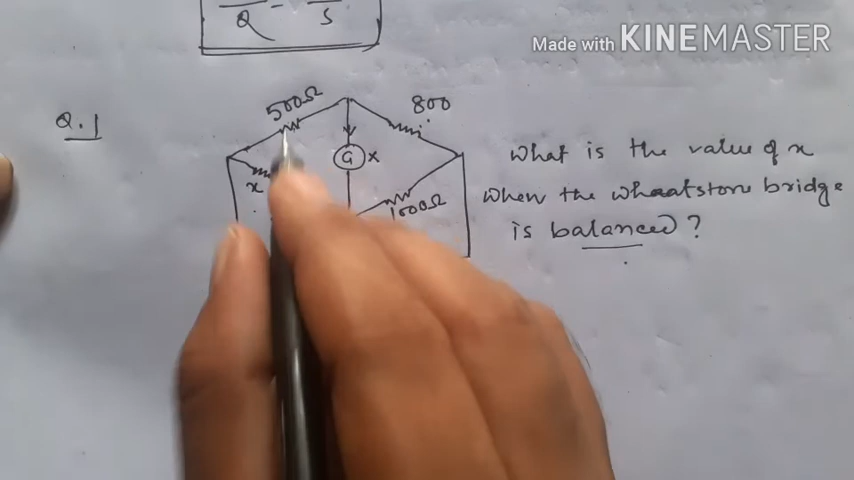 Q = S
Made with KINEMASTER
Q.1
500Ω
800
G x
x
1000Ω
What is the value of x
when the wheatstone bridge
is balanced?